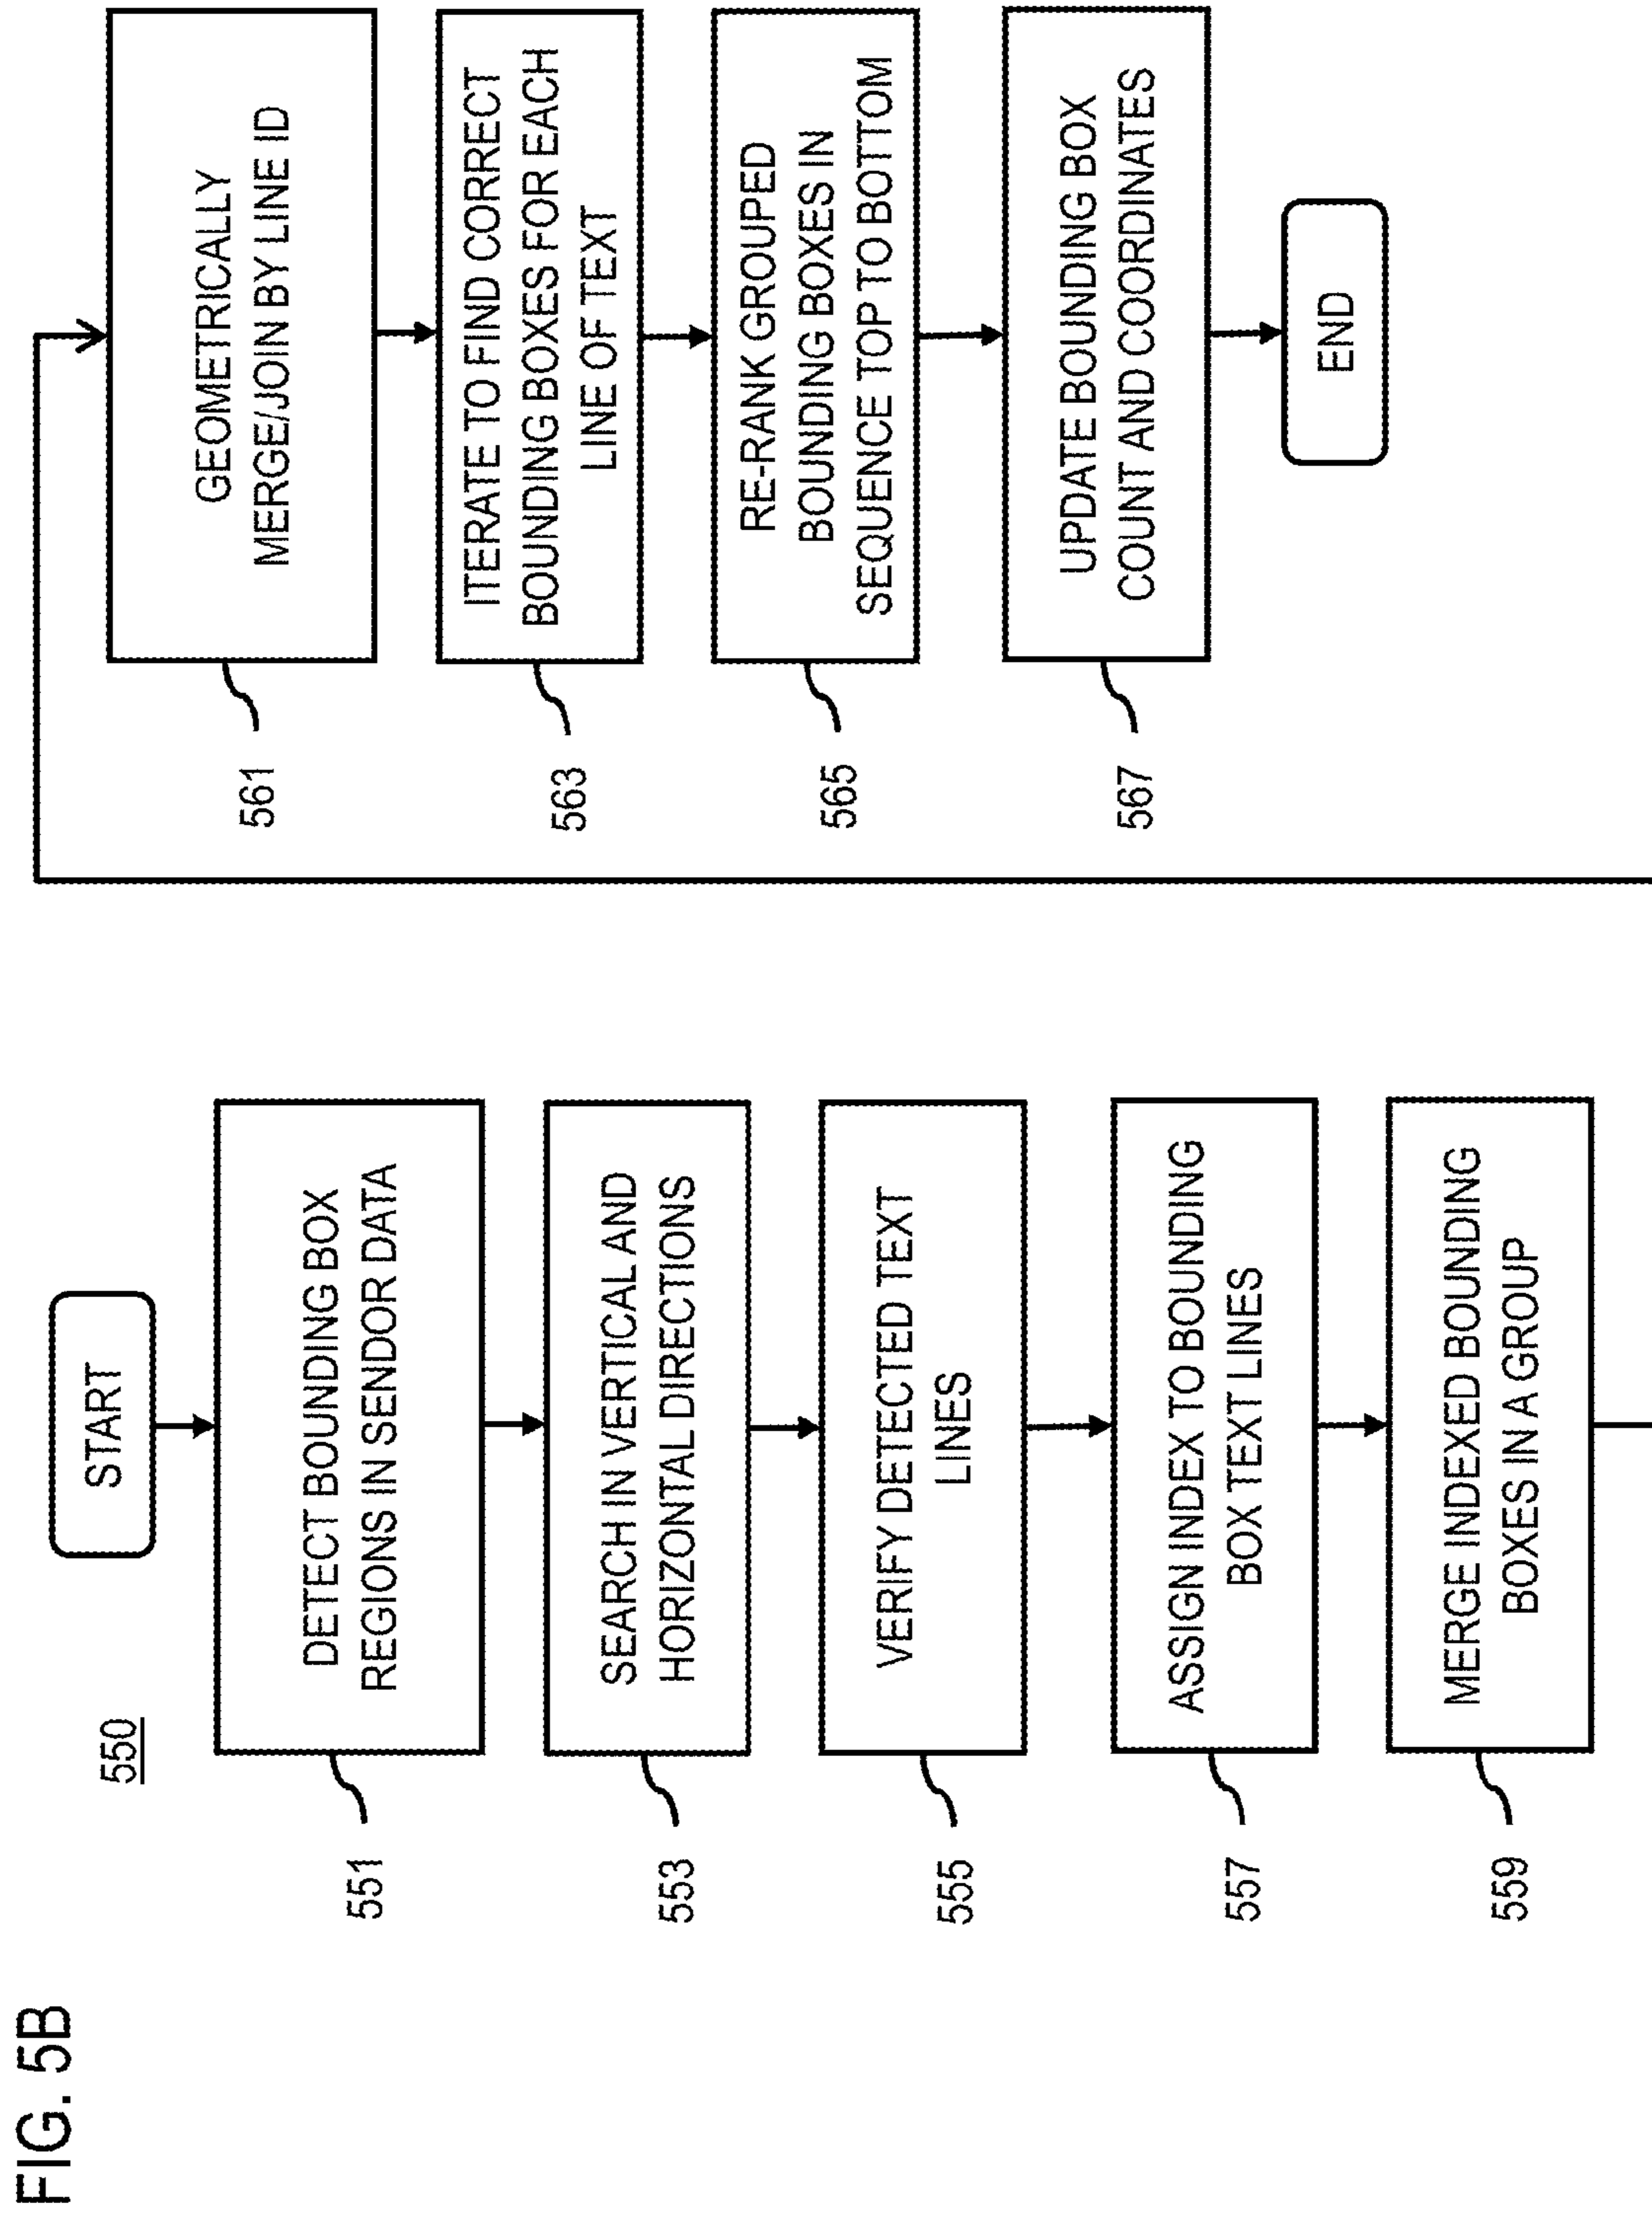 FIG. 5B
550
START
DETECT BOUNDING BOX
REGIONS IN SENDOR DATA
551
SEARCH IN VERTICAL AND
HORIZONTAL DIRECTIONS
553
VERIFY DETECTED TEXT
LINES
555
ASSIGN INDEX TO BOUNDING
BOX TEXT LINES
557
MERGE INDEXED BOUNDING
BOXES IN A GROUP
559
GEOMETRICALLY
MERGE/JOIN BY LINE ID
561
ITERATE TO FIND CORRECT
BOUNDING BOXES FOR EACH
LINE OF TEXT
563
RE-RANK GROUPED
BOUNDING BOXES IN
SEQUENCE TOP TO BOTTOM
565
UPDATE BOUNDING BOX
COUNT AND COORDINATES
567
END